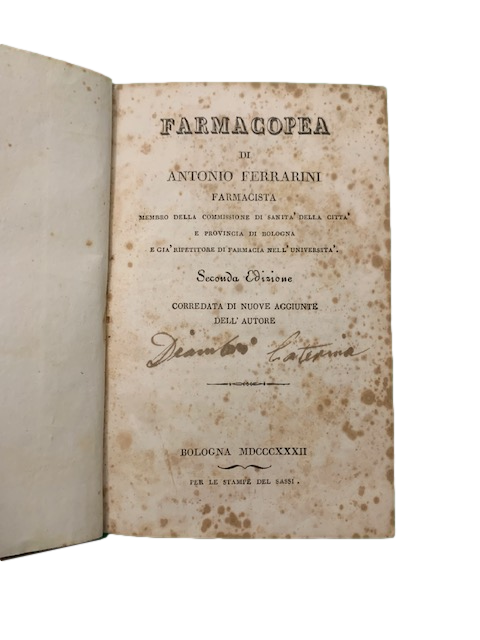 FARMACOPEA
DI
ANTONIO FERRARINI
FARMACISTA
MEMBRO DELLA COMMISSIONE DI SANITA' DELLA CITTA'
E PROVINCIA DI BOLOGNA
E GIA' RIPETITORE DI FARMACIA NELL'UNIVERSITA'.
Seconda Edizione
CORREDATA DI NUOVE AGGIUNTE
DELL'AUTORE
Caterina
BOLOGNA MDCCCXXXII
PER LE STAMPE DEL SASSI.